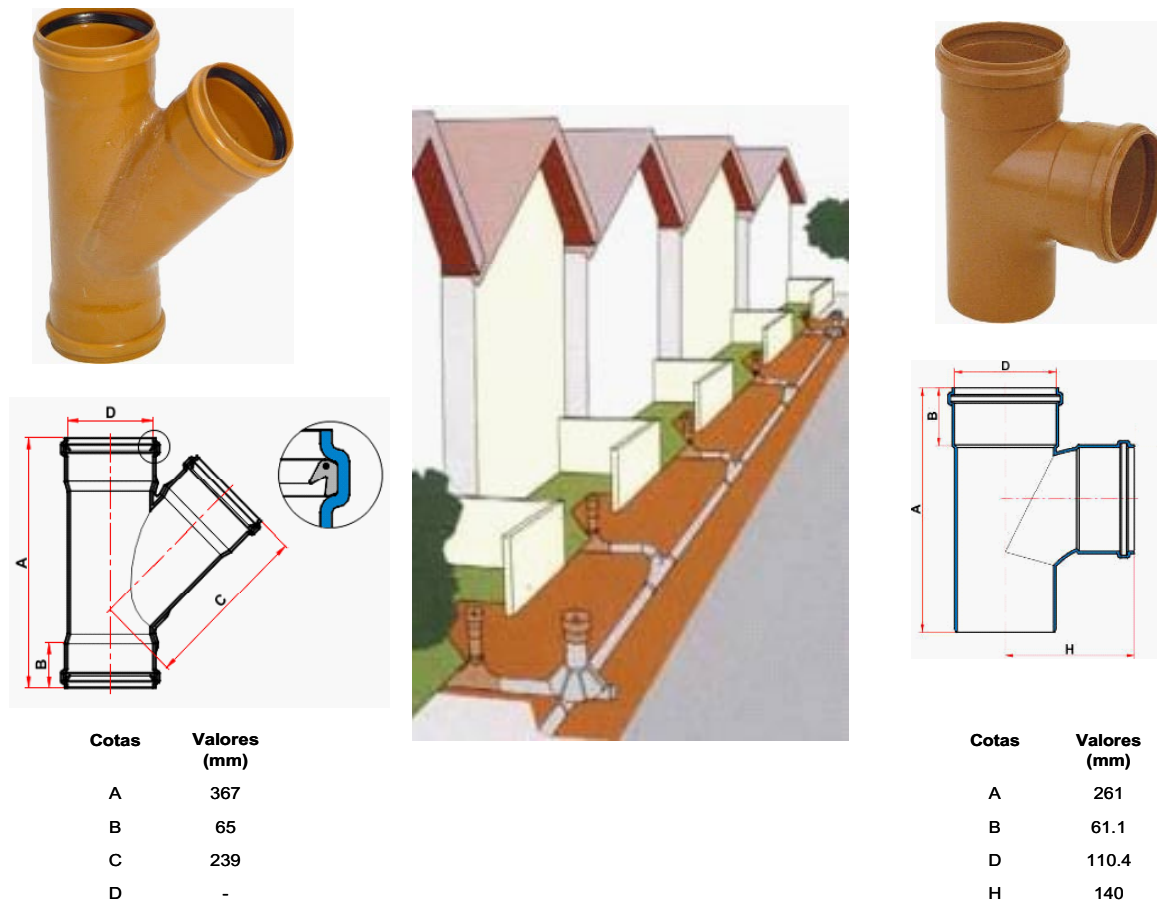 D
A
B
C
Cotas Valores
(mm)
A 367
B 65
C 239
D -
D
B
A
H
Cotas Valores
(mm)
A 261
B 61.1
D 110.4
H 140